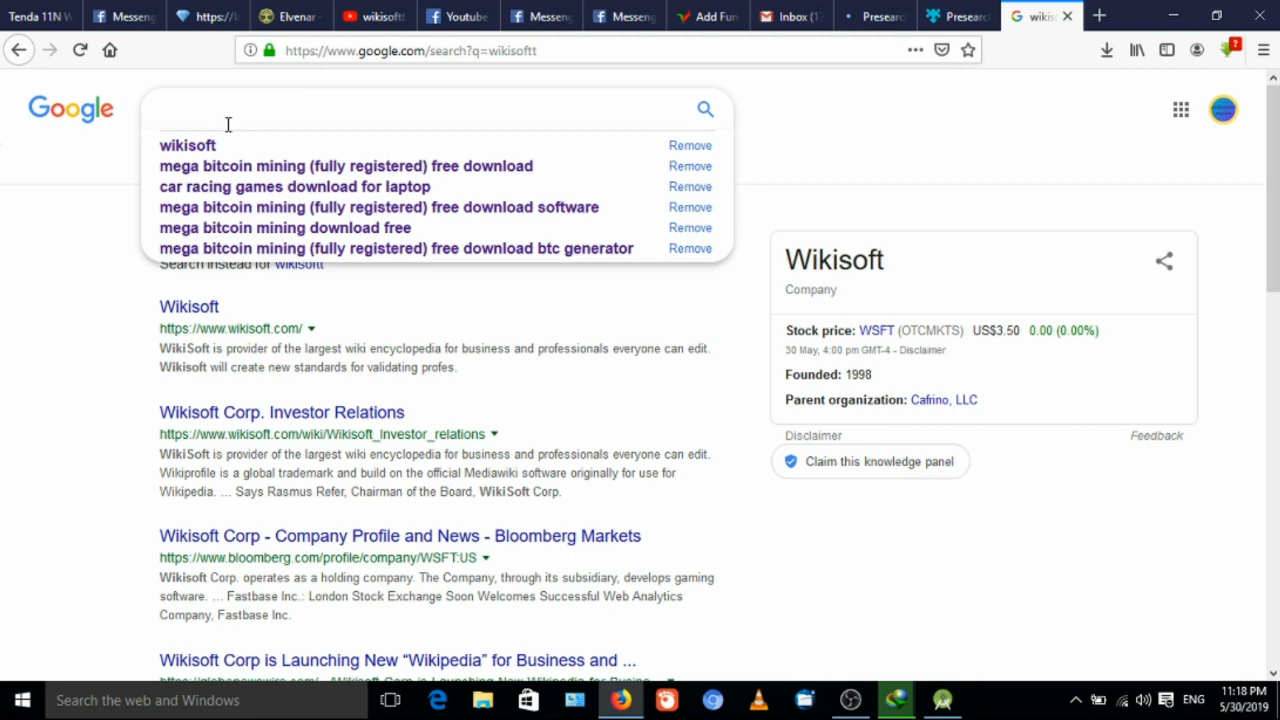 Tenda 11N
Messeng
https://
Elvenar
wikisoft
Youtube
Messeng
Messeng
Add Fun
Inbox (1
Presearch
Presearch
wikis
https://www.google.com/search?q=wikisoftt
Google
wikisoft Remove
mega bitcoin mining (fully registered) free download Remove
car racing games download for laptop Remove
mega bitcoin mining (fully registered) free download software Remove
mega bitcoin mining download free Remove
mega bitcoin mining (fully registered) free download btc generator Remove
Search instead for wikisoftt
Wikisoft
https://www.wikisoft.com/
WikiSoft is provider of the largest wiki encyclopedia for business and professionals everyone can edit.
Wikisoft will create new standards for validating profes.
Wikisoft Corp. Investor Relations
https://www.wikisoft.com/wiki/Wikisoft_Investor_relations
WikiSoft is provider of the largest wiki encyclopedia for business and professionals everyone can edit.
Wikiprofile is a global trademark and build on the official Mediawiki software originally for use for
Wikipedia. ... Says Rasmus Refer, Chairman of the Board, WikiSoft Corp.
Wikisoft Corp - Company Profile and News - Bloomberg Markets
https://www.bloomberg.com/profile/company/WSFT:US
Wikisoft Corp. operates as a holding company. The Company, through its subsidiary, develops gaming
software. ... Fastbase Inc.: London Stock Exchange Soon Welcomes Successful Web Analytics
Company, Fastbase Inc.
Wikisoft Corp is Launching New “Wikipedia” for Business and ...
Wikisoft
Company
Stock price: WSFT (OTCMKTS) US$3.50 0.00 (0.00%)
30 May, 4:00 pm GMT-4 - Disclaimer
Founded: 1998
Parent organization: Cafrino, LLC
Disclaimer Feedback
Claim this knowledge panel
Search the web and Windows
ENG
11:18 PM
5/30/2019